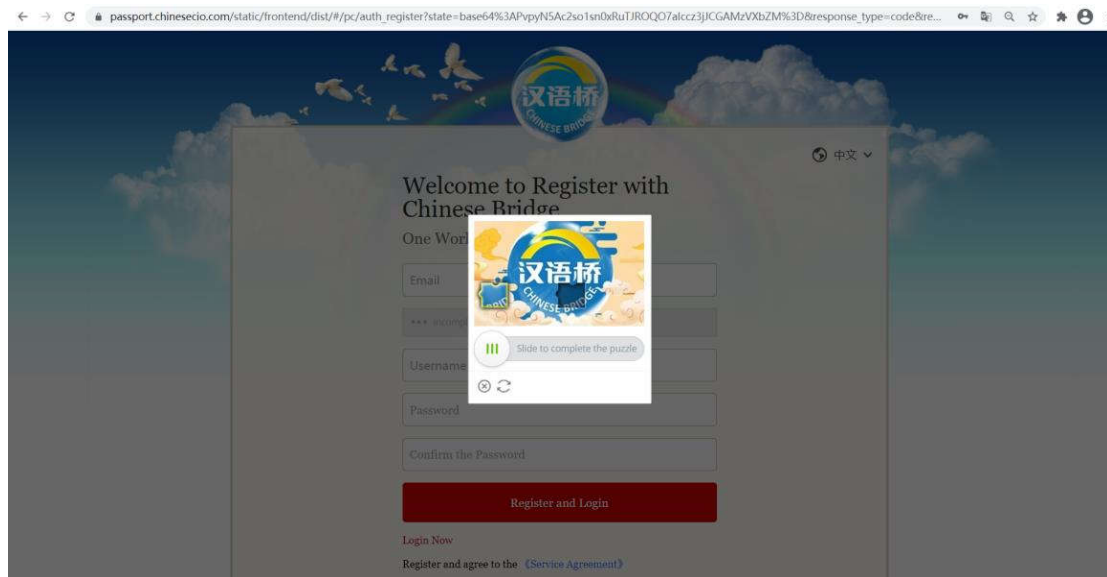 passport.chinesecio.com/static/frontend/dist/#/pc/auth_register?state=base64%3APvpyN5Ac2so1sn0xRuTJROQO7alccz3jJCGAMzVXbZM%3D&response_type=code&re...
汉语桥
CHINESE BRIDGE
中文
Welcome to Register with
Chinese Bridge
One Worl
Email
汉语桥
CHINESE BRIDGE
Username
Slide to complete the puzzle
Password
Confirm the Password
Register and Login
Login Now
Register and agree to the 《Service Agreement》